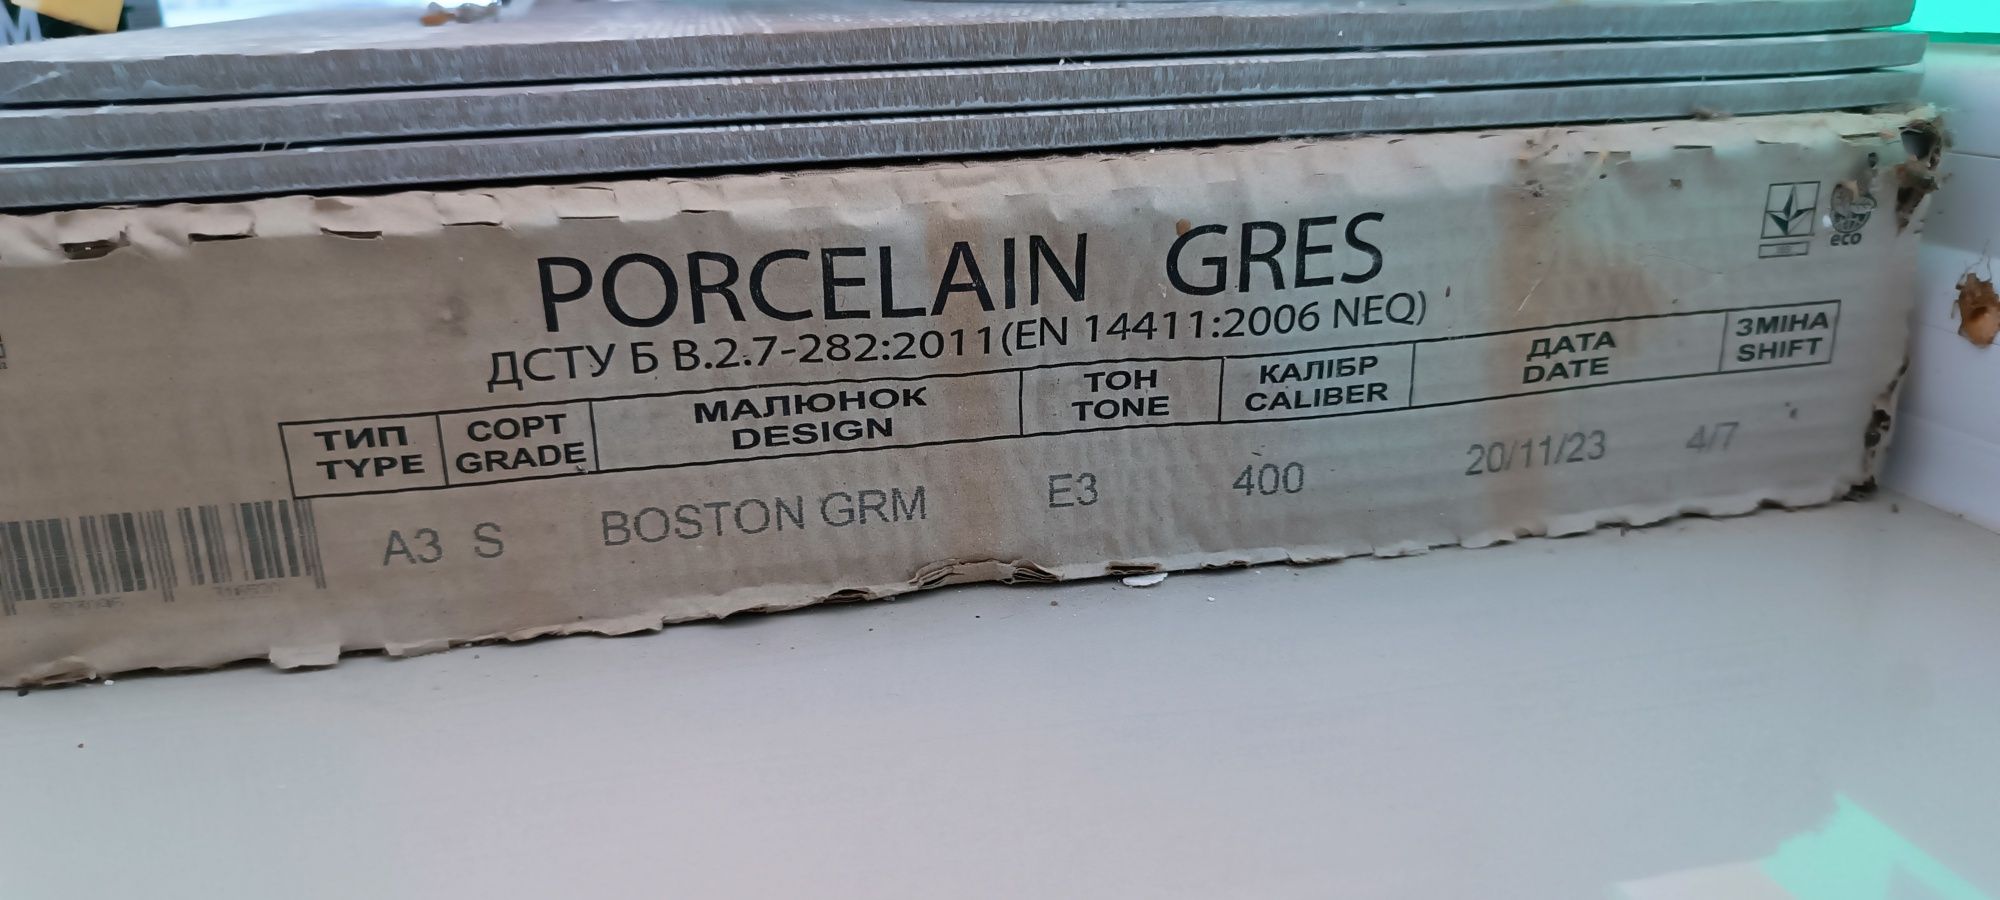 PORCELAIN GRES
ДСТУ Б В.2.7-282:2011(EN 14411:2006 NEQ)
ТИП СОРТ МАЛЮНОК ТОН КАЛІБР ДАТА ЗМІНА
TYPE GRADE DESIGN TONE CALIBER DATE SHIFT
A3 S BOSTON GRM E3 400 20/11/23 4/7
eco